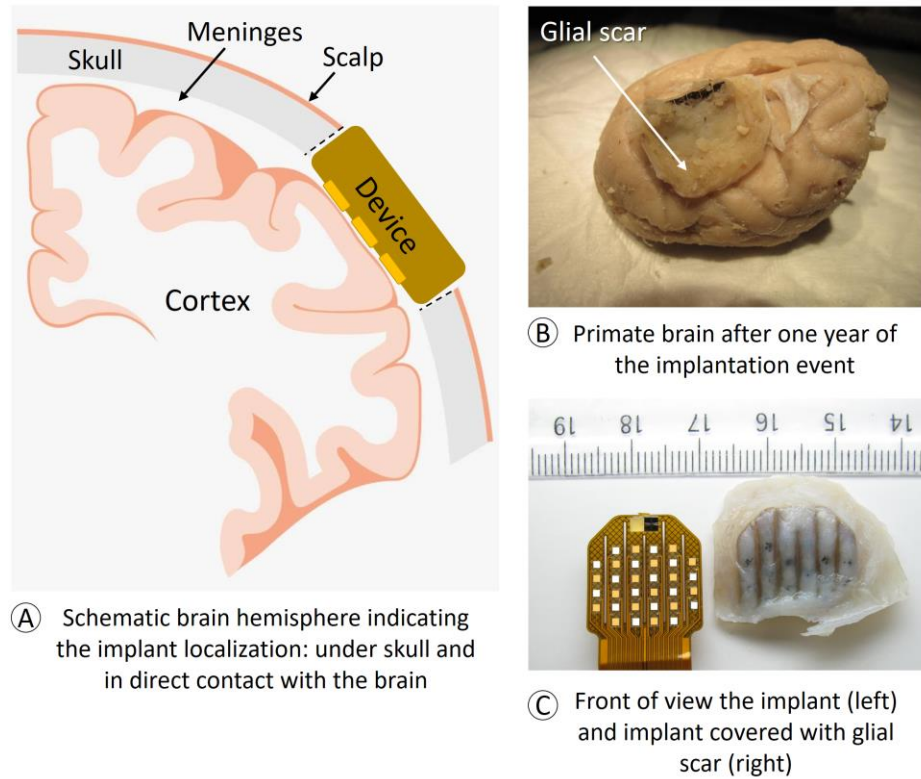 Meninges
Skull
Scalp
Device
Cortex
A Schematic brain hemisphere indicating
the implant localization: under skull and
in direct contact with the brain
Glial scar
B Primate brain after one year of
the implantation event
19 18 17 16 15 14
C Front of view the implant (left)
and implant covered with glial
scar (right)